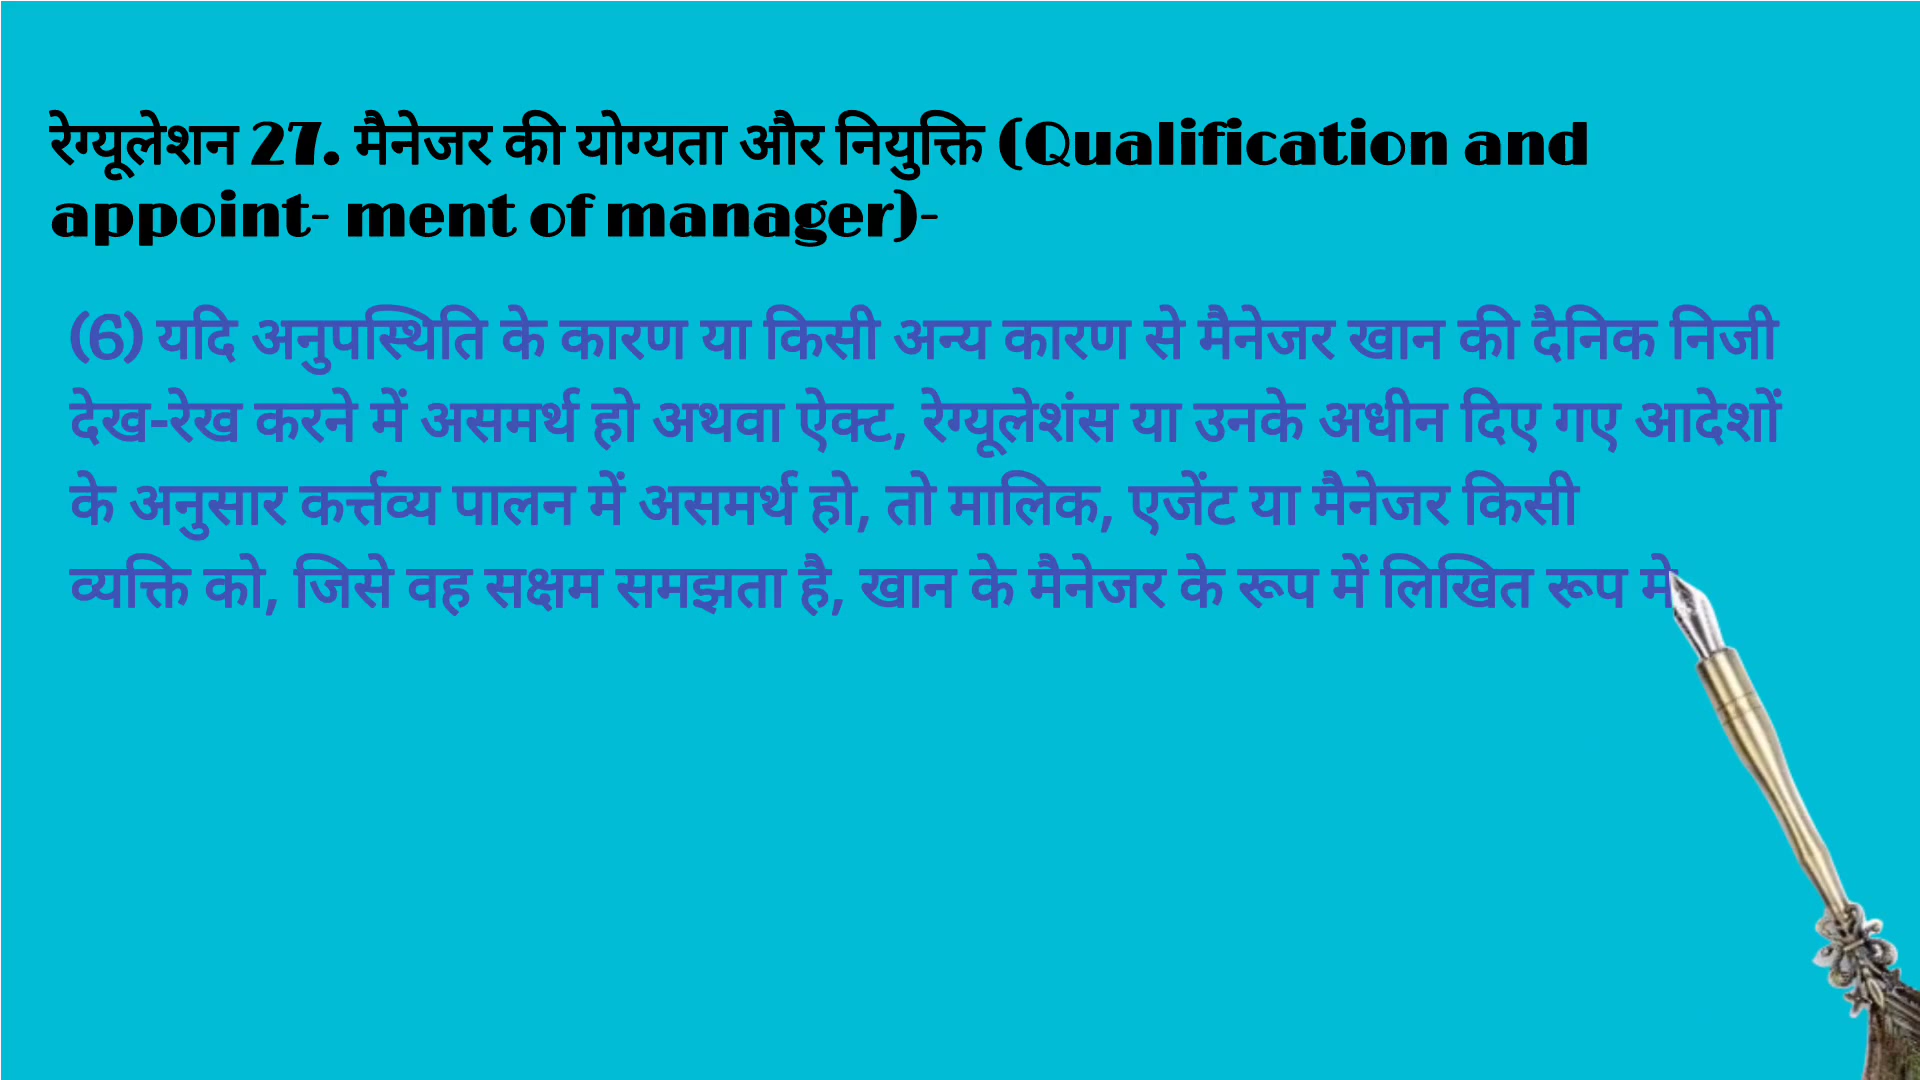 रेग्यूलेशन 27. मैनेजर की योग्यता और नियुक्ति (Qualification and
appoint- ment of manager)-
(6) यदि अनुपस्थिति के कारण या किसी अन्य कारण से मैनेजर खान की दैनिक निजी
देख-रेख करने में असमर्थ हो अथवा ऐक्ट, रेग्यूलेशंस या उनके अधीन दिए गए आदेशों
के अनुसार कर्त्तव्य पालन में असमर्थ हो, तो मालिक, एजेंट या मैनेजर किसी
व्यक्ति को, जिसे वह सक्षम समझता है, खान के मैनेजर के रूप में लिखित रूप मे